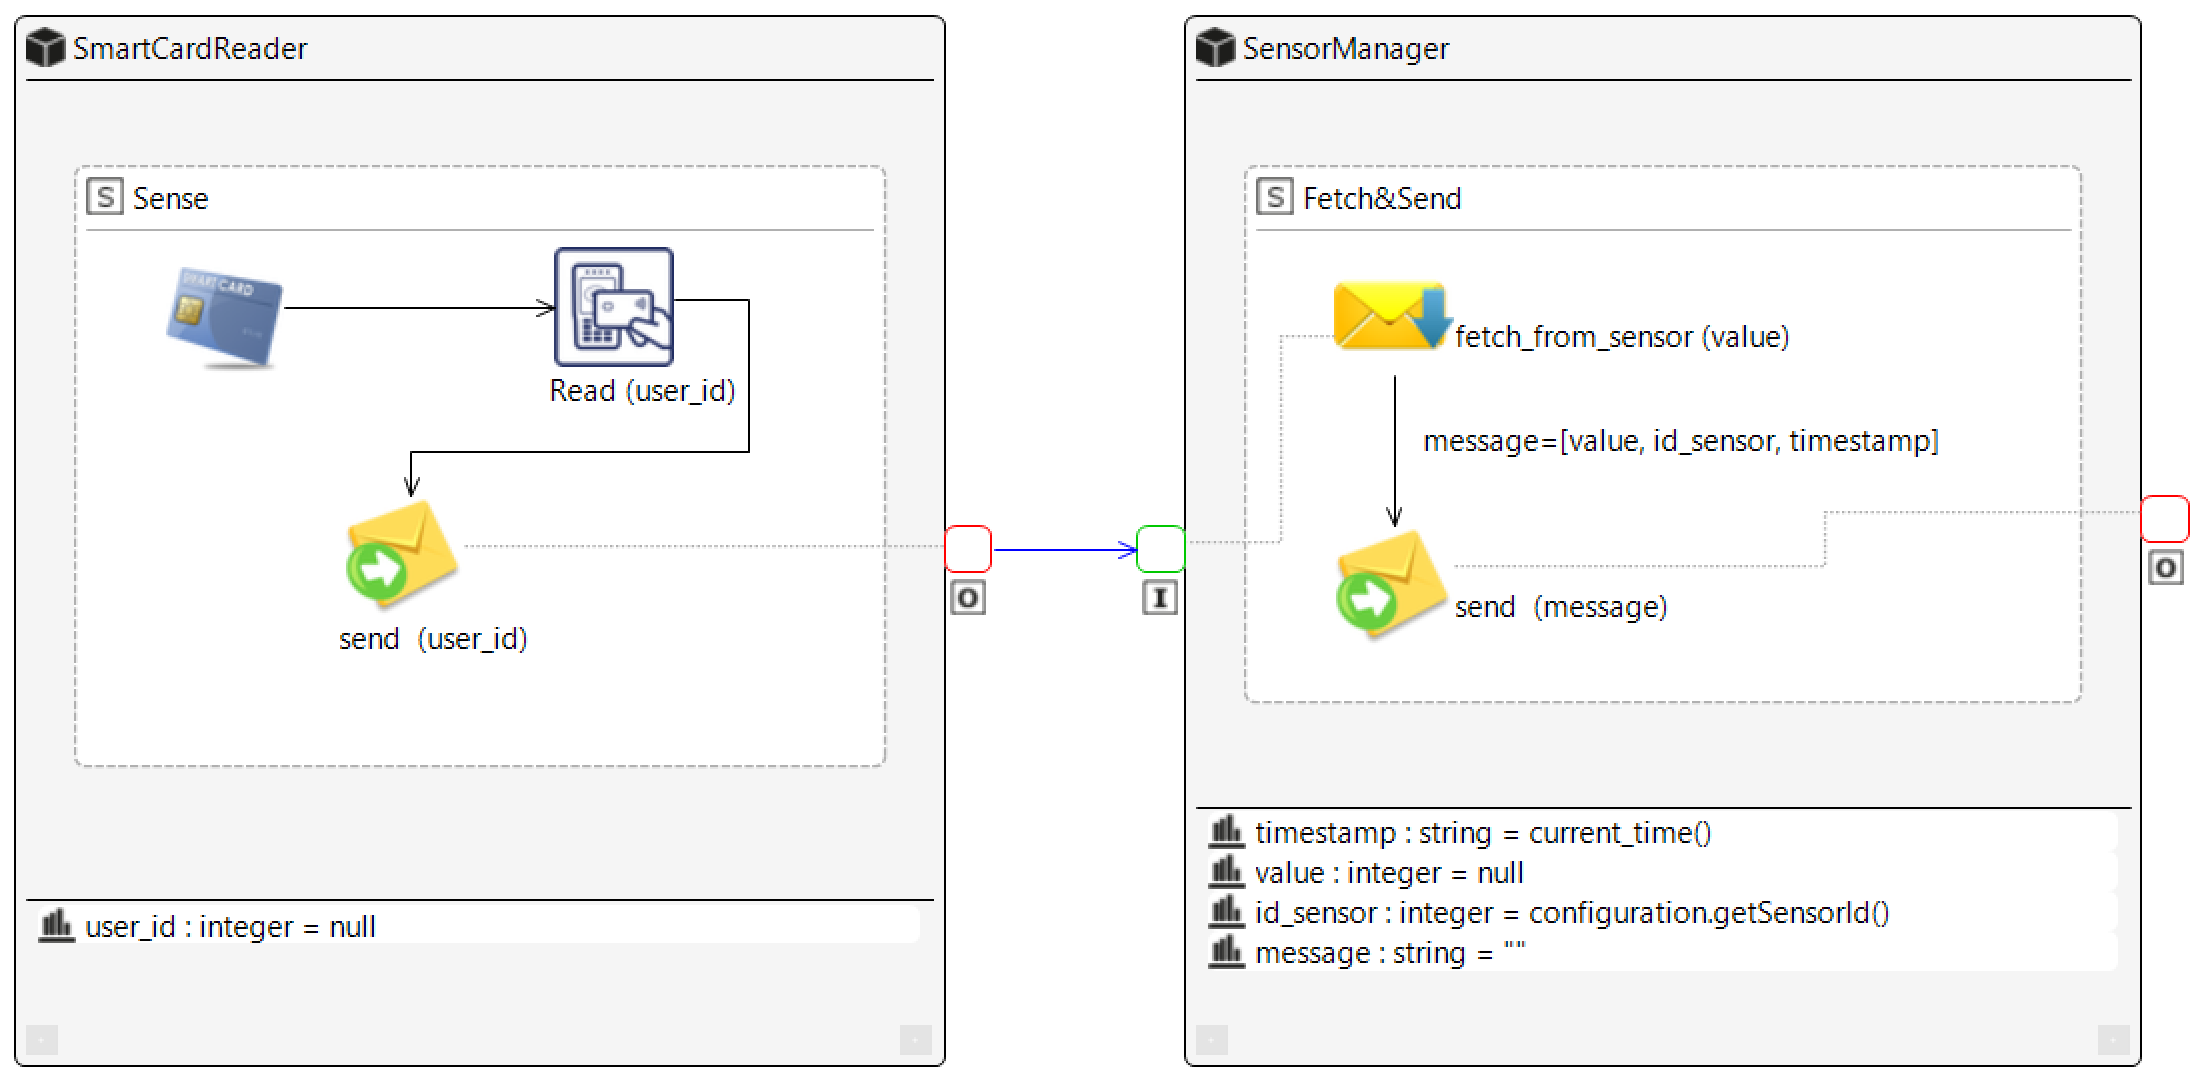 SmartCardReader
S Sense
SMART CARD
Read (user_id)
send (user_id)
O
user_id : integer = null
SensorManager
S Fetch&Send
fetch_from_sensor (value)
message=[value, id_sensor, timestamp]
send (message)
I
O
timestamp : string = current_time()
value : integer = null
id_sensor : integer = configuration.getSensorId()
message : string = ""